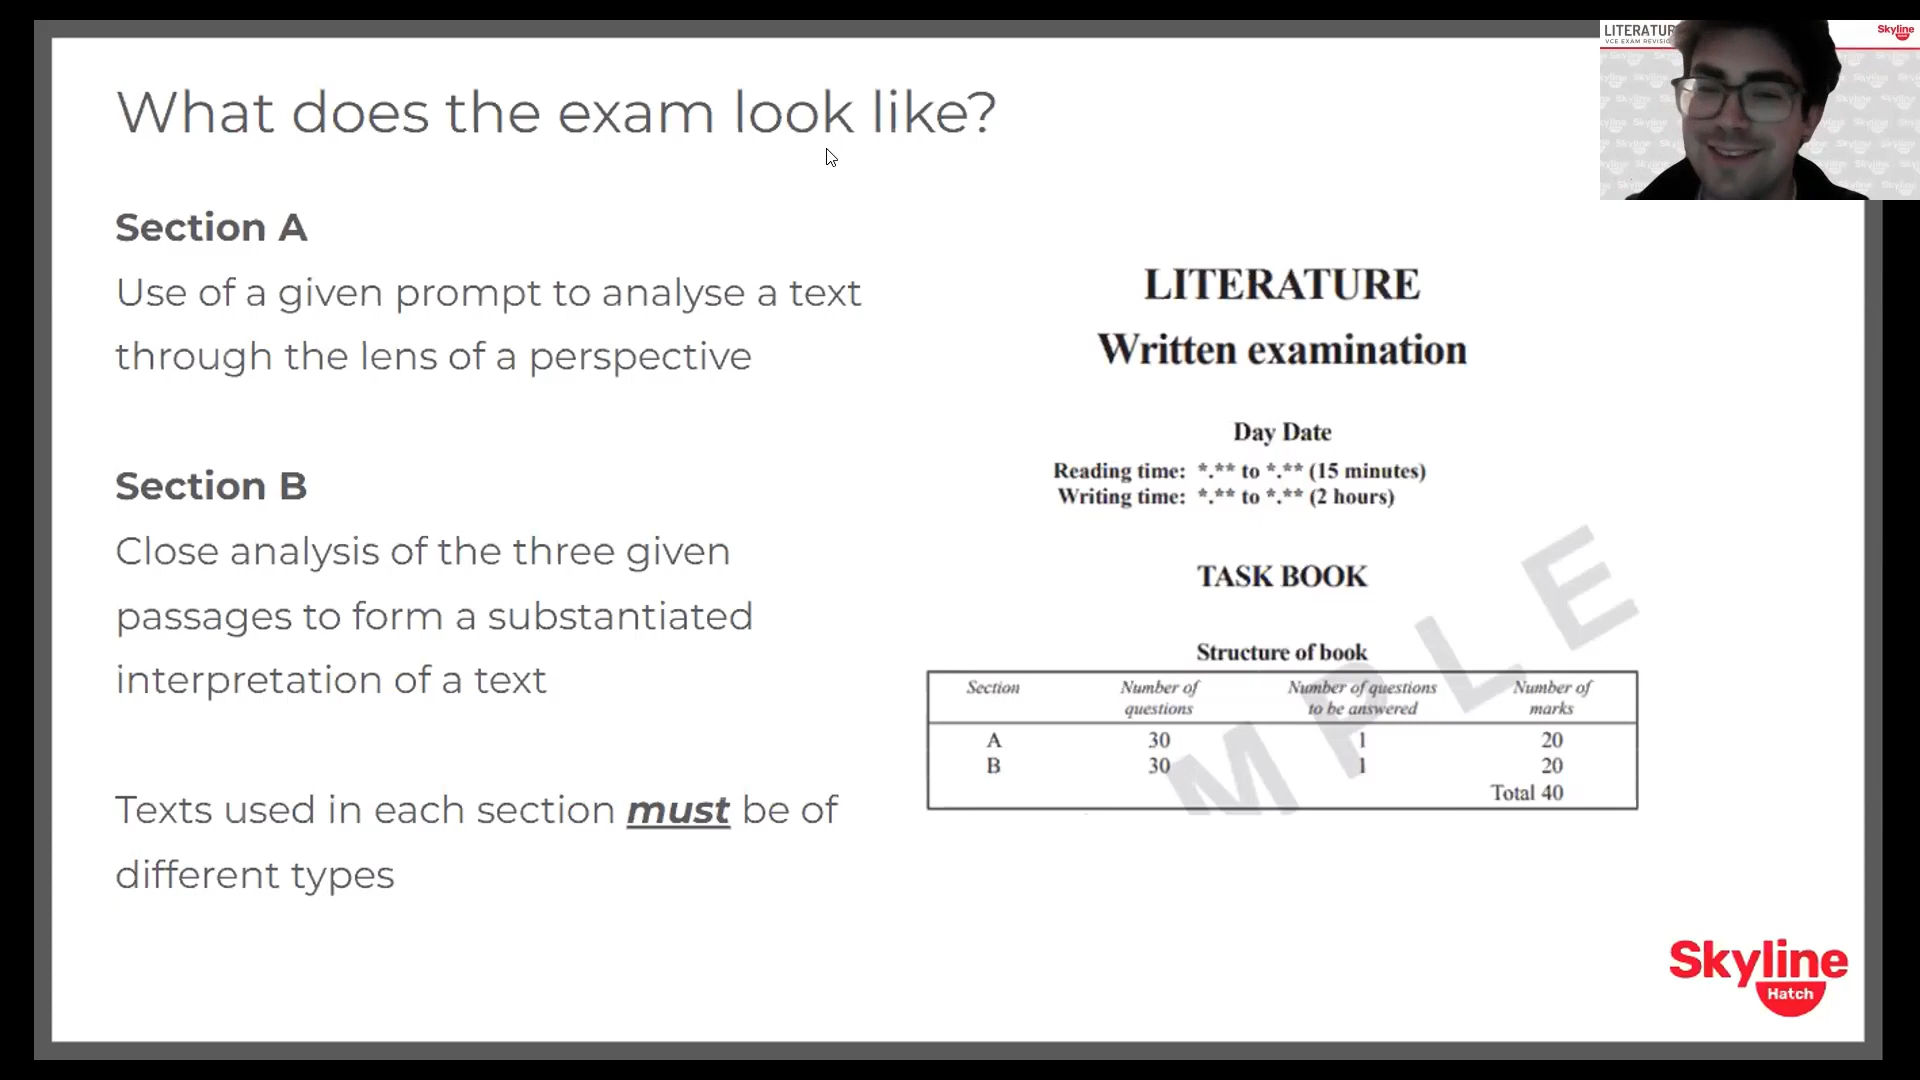 What does the exam look like?
Section A
Use of a given prompt to analyse a text
through the lens of a perspective
Section B
Close analysis of the three given
passages to form a substantiated
interpretation of a text
Texts used in each section must be of
different types
LITERATURE
Written examination
Day Date
Reading time: *.** to *.** (15 minutes)
Writing time: *.** to *.** (2 hours)
TASK BOOK
Structure of book
Section Number of questions Number of questions to be answered Number of marks
A 30 1 20
B 30 1 20
Total 40
MPLE
Skyline
Hatch
LITERATUR
VCE EXAM REVISIO
Skyline